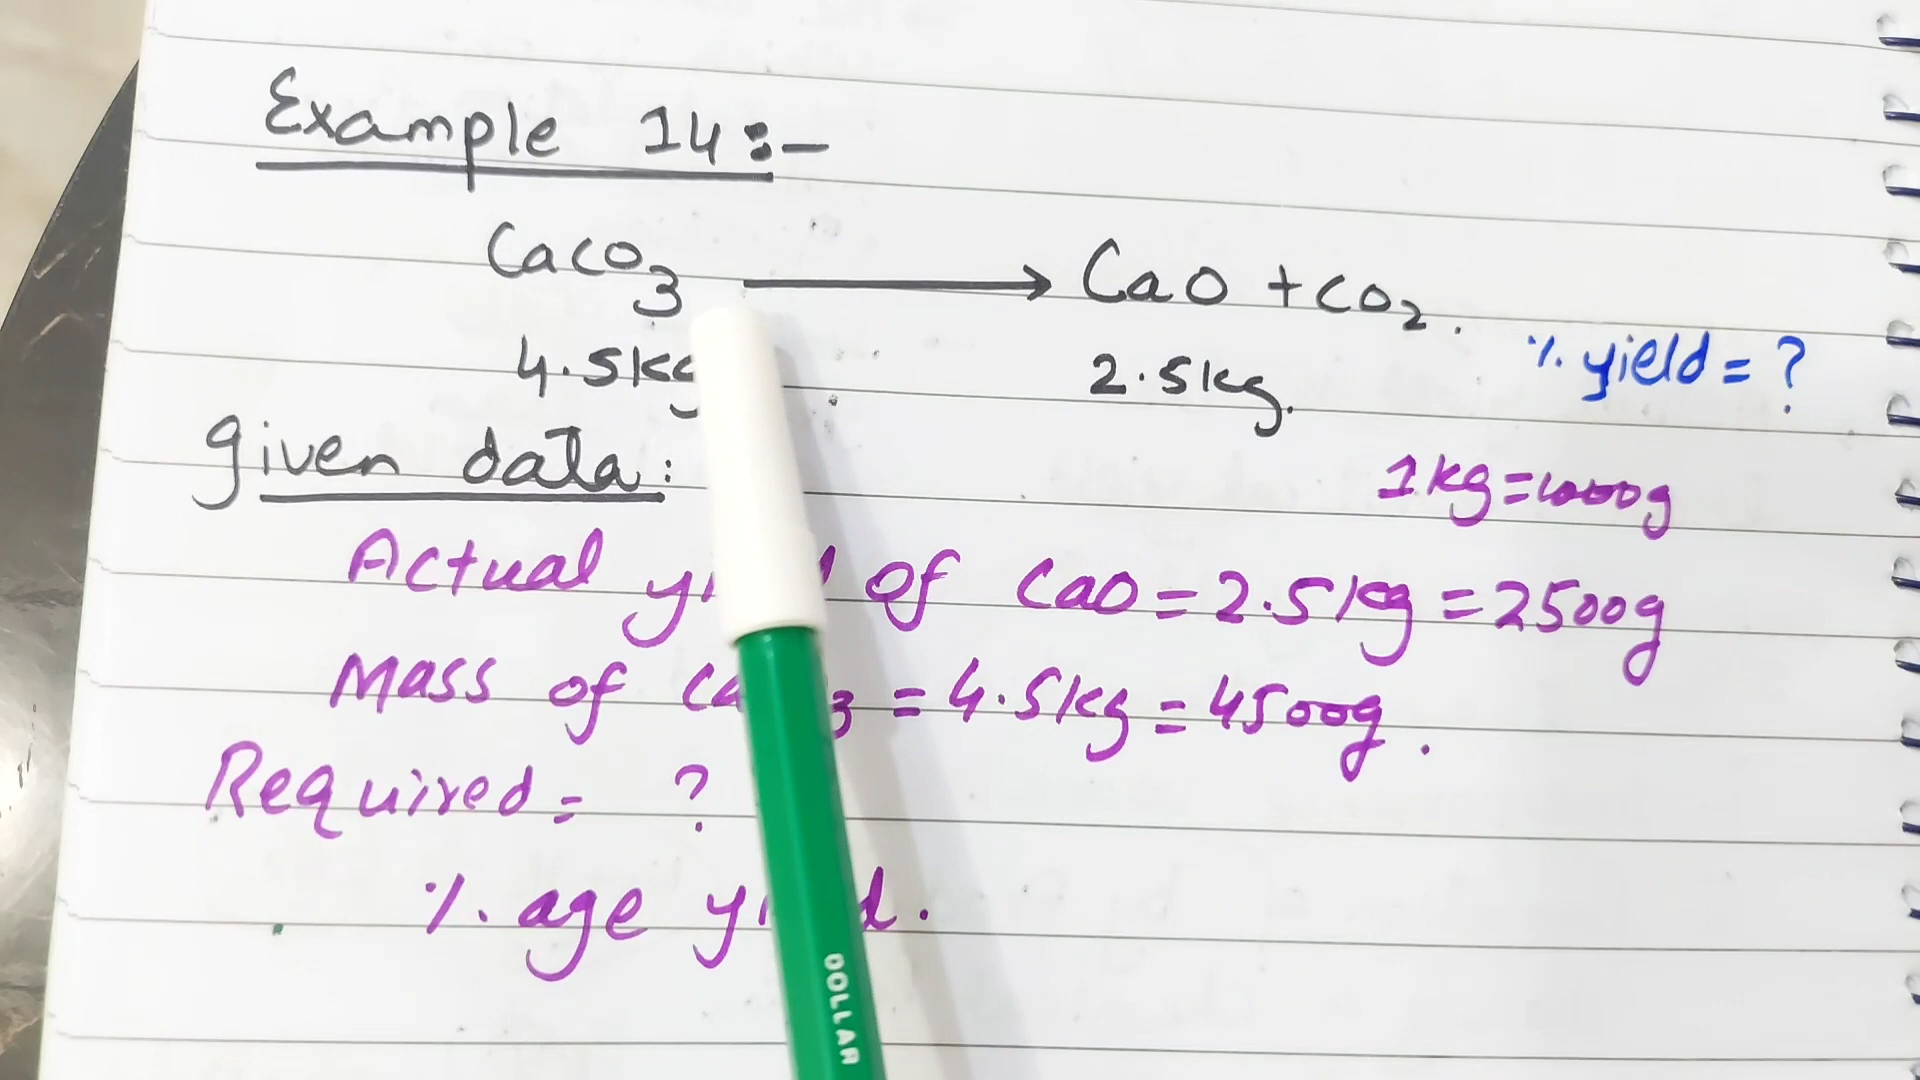 Example 14:-
CaCO3 → CaO + CO2.
4.5kg 2.5kg.
% yield = ?
given data:
1kg=1000g
Actual of CaO = 2.5kg = 2500g
Mass of = 4.5kg = 4500g.
Required = ?
% age
DOLLAR